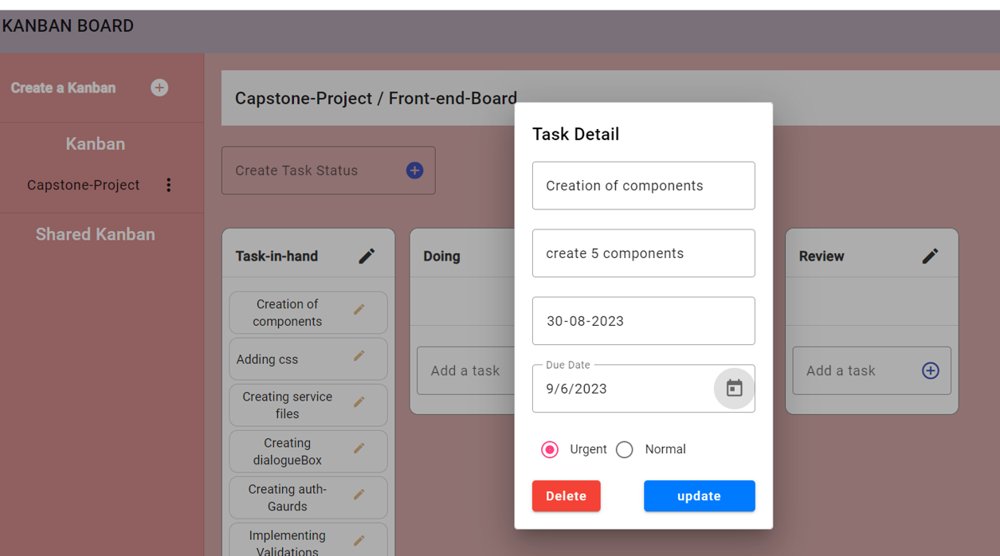 KANBAN BOARD
Create a Kanban
Kanban
Capstone-Project
Shared Kanban
Capstone-Project / Front-end-Board
Create Task Status
Task-in-hand
Creation of
components
Adding css
Creating service
files
Creating
dialogueBox
Creating auth-
Gaurds
Implementing
Validations
Doing
Add a task
Review
Add a task
Task Detail
Creation of components
create 5 components
30-08-2023
Due Date
9/6/2023
Urgent
Normal
Delete
update